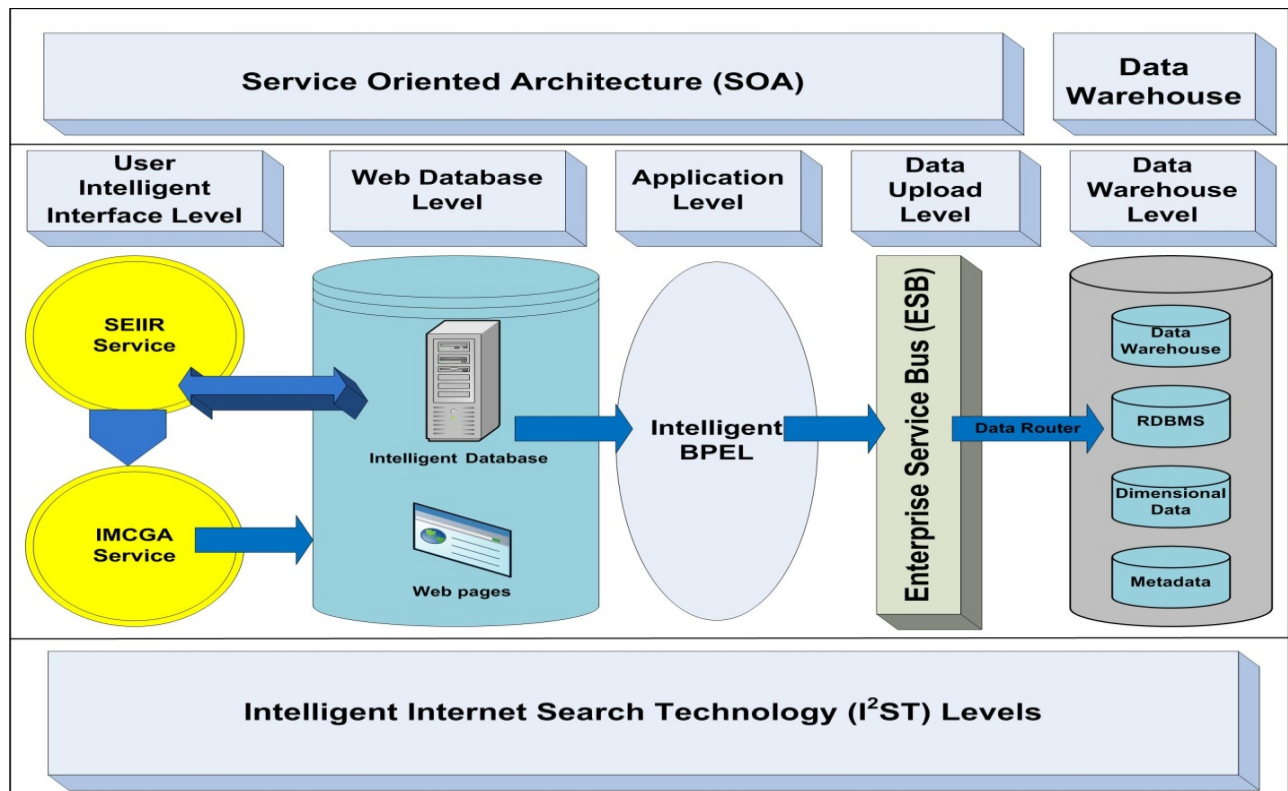 Service Oriented Architecture (SOA)
Data
Warehouse
User
Intelligent
Interface Level
Web Database
Level
Application
Level
Data
Upload
Level
Data
Warehouse
Level
SEIIR
Service
IMCGA
Service
Intelligent Database
Web pages
Intelligent
BPEL
Enterprise Service Bus (ESB)
Data Router
Data
Warehouse
RDBMS
Dimensional
Data
Metadata
Intelligent Internet Search Technology (I²ST) Levels